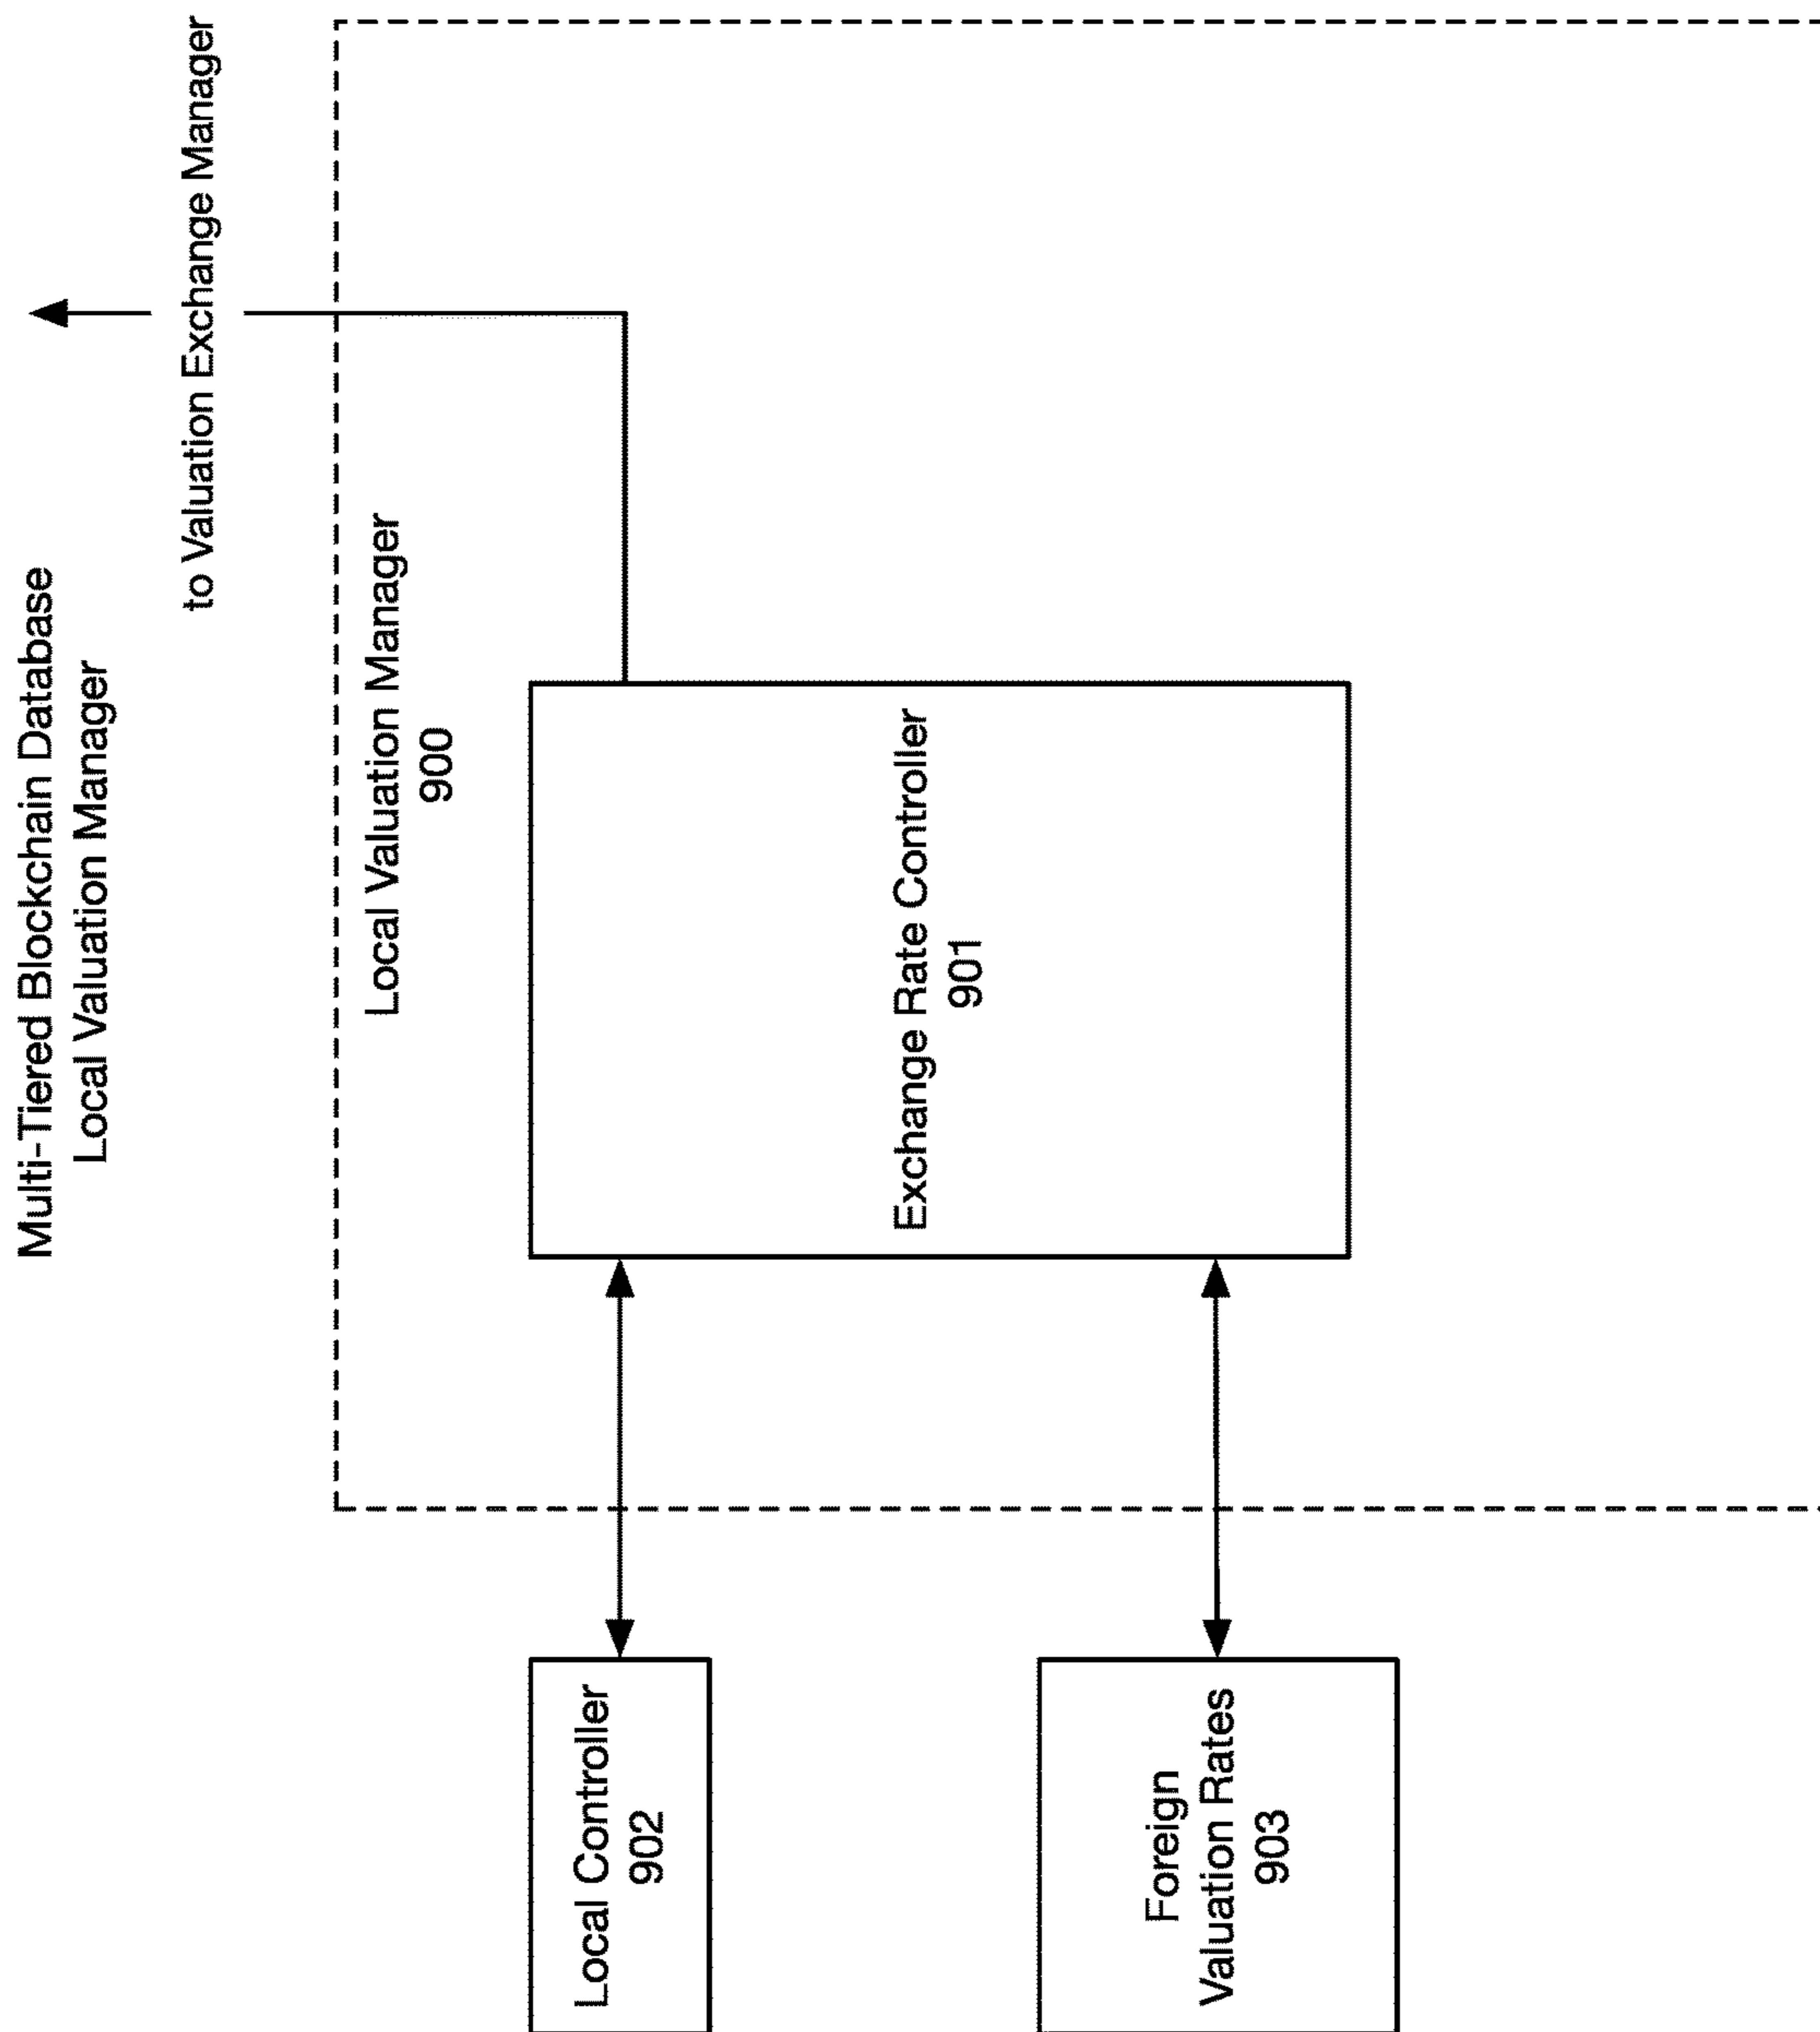 Multi-Tiered Blockchain Database
Local Valuation Manager
to Valuation Exchange Manager
Local Valuation Manager
900
Exchange Rate Controller
901
Local Controller
902
Foreign
Valuation Rates
903